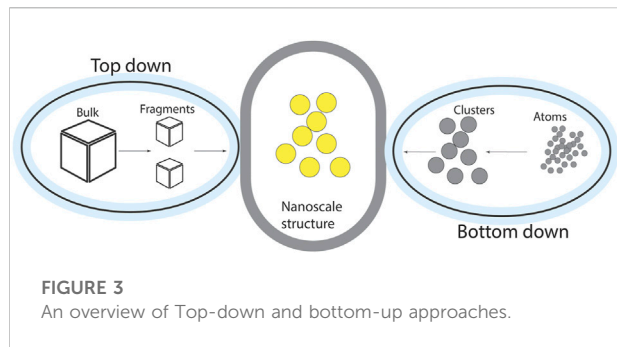 Top down
Bulk
Fragments
Nanoscale
structure
Clusters
Atoms
Bottom down
FIGURE 3
An overview of Top-down and bottom-up approaches.